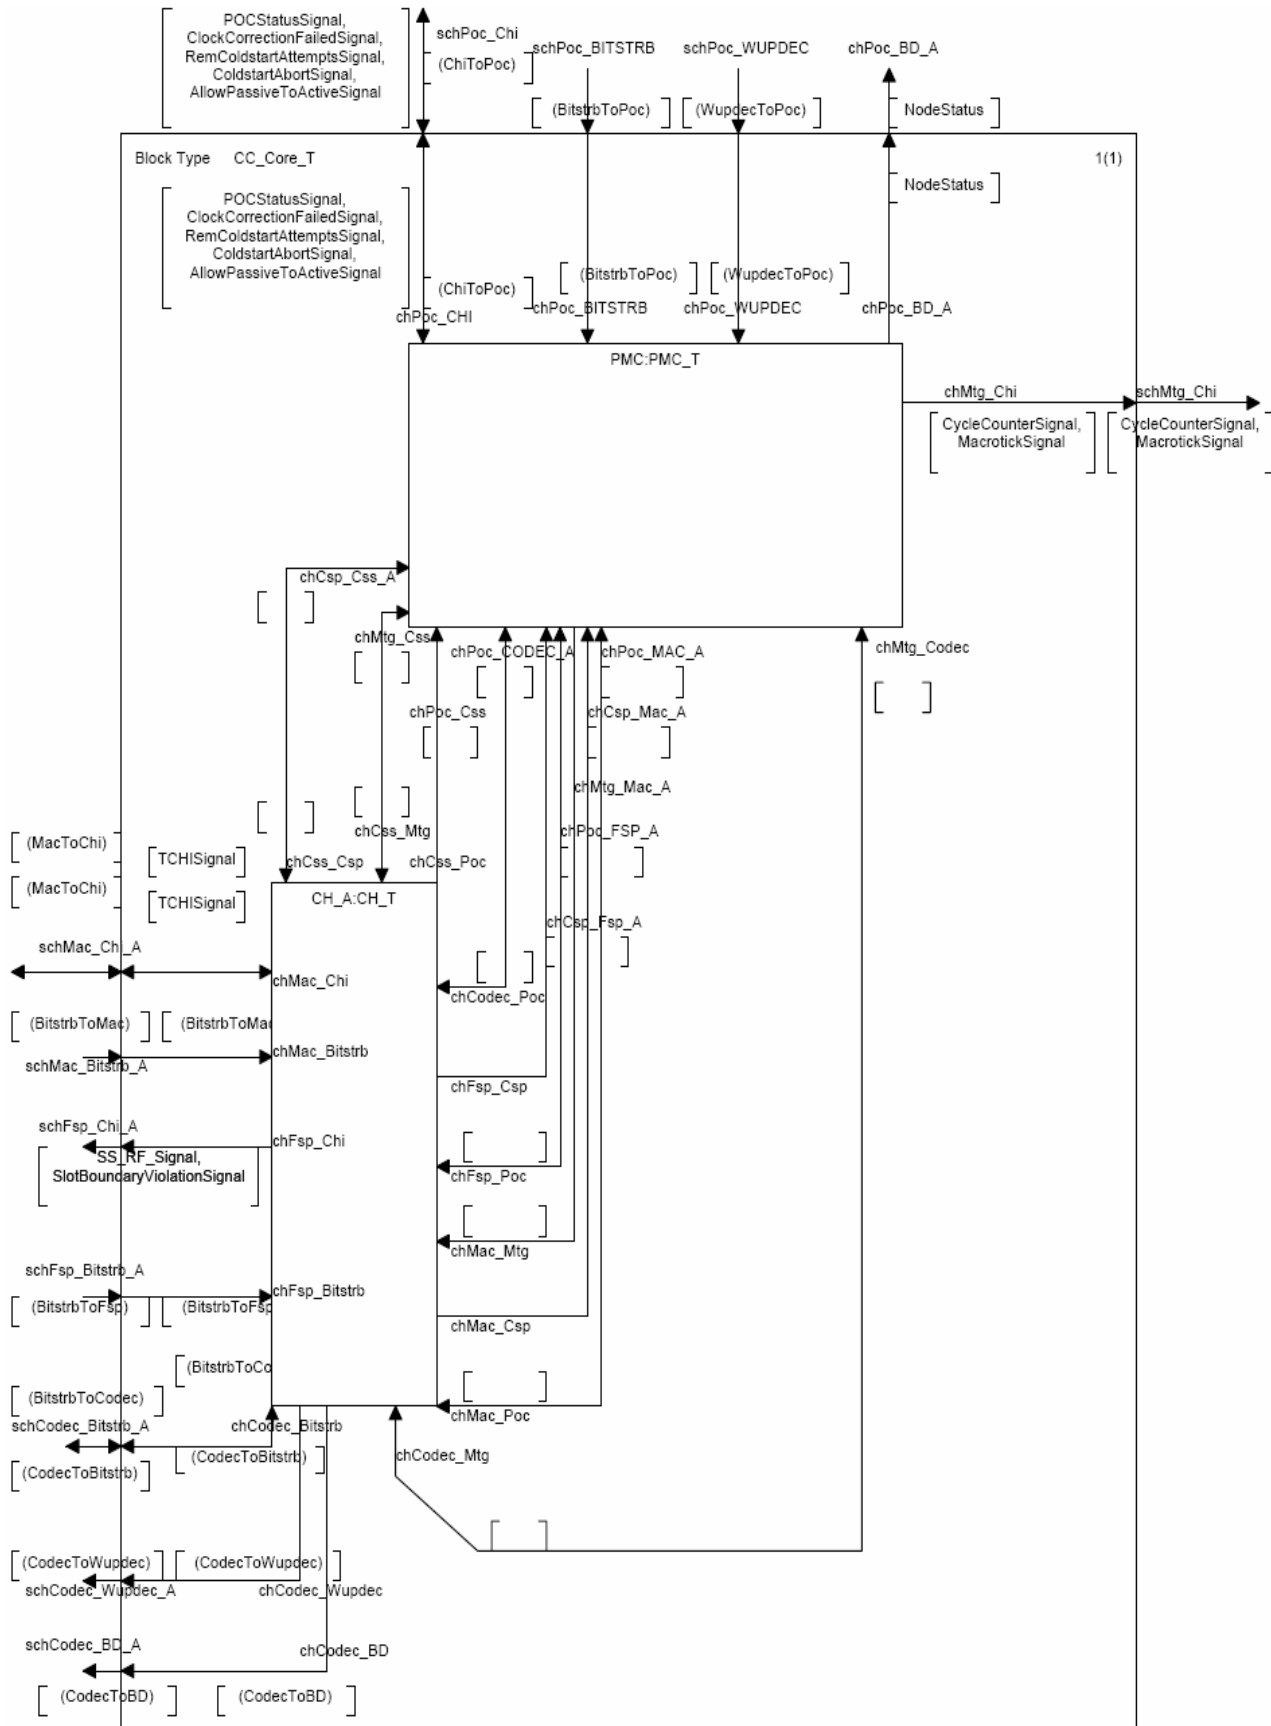 POCStatusSignal,
ClockCorrectionFailedSignal,
RemColdstartAttemptsSignal,
ColdstartAbortSignal,
AllowPassiveToActiveSignal
schPoc_Chi
(ChiToPoc)
schPoc_BITSTRB
(BitstrbToPoc)
schPoc_WUPDEC
(WupdecToPoc)
chPoc_BD_A
NodeStatus
Block Type CC_Core_T
1(1)
POCStatusSignal,
ClockCorrectionFailedSignal,
RemColdstartAttemptsSignal,
ColdstartAbortSignal,
AllowPassiveToActiveSignal
NodeStatus
(ChiToPoc)
(BitstrbToPoc)
(WupdecToPoc)
chPoc_CHI
chPoc_BITSTRB
chPoc_WUPDEC
chPoc_BD_A
PMC:PMC_T
chMtg_Chi
schMtg_Chi
CycleCounterSignal,
MacrotickSignal
CycleCounterSignal,
MacrotickSignal
chCsp_Css_A
chMtg_Css
chPoc_CODEC_A
chPoc_MAC_A
chMtg_Codec
chPoc_Css
chCsp_Mac_A
chMtg_Mac_A
chCss_Mtg
chPoc_FSP_A
(MacToChi)
TCHISignal
chCss_Csp
chCss_Poc
(MacToChi)
TCHISignal
CH_A:CH_T
chCsp_Fsp_A
schMac_Chi_A
chMac_Chi
chCodec_Poc
(BitstrbToMac)
(BitstrbToMac
chMac_Bitstrb
schMac_Bitstrb_A
chFsp_Csp
schFsp_Chi_A
chFsp_Chi
SS_RF_Signal,
SlotBoundaryViolationSignal
chFsp_Poc
chMac_Mtg
schFsp_Bitstrb_A
chFsp_Bitstrb
(BitstrbToFsp)
(BitstrbToFsp
chMac_Csp
(BitstrbToCo
(BitstrbToCodec)
chMac_Poc
schCodec_Bitstrb_A
chCodec_Bitstrb
chCodec_Mtg
(CodecToBitstrb)
(CodecToBitstrb)
(CodecToWupdec)
(CodecToWupdec)
schCodec_Wupdec_A
chCodec_Wupdec
schCodec_BD_A
chCodec_BD
(CodecToBD)
(CodecToBD)